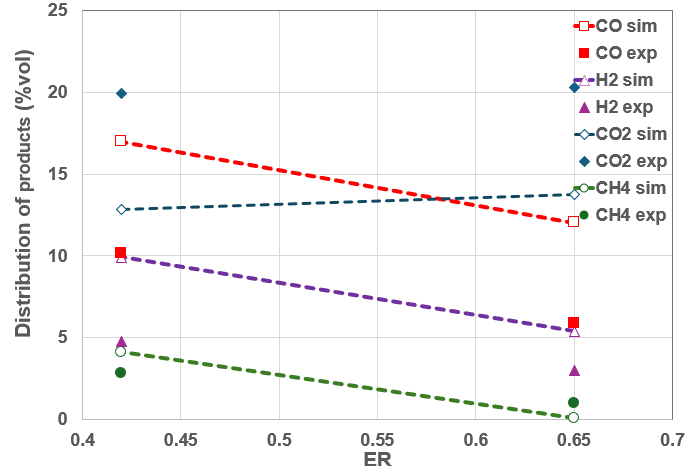 25
20
15
10
5
0
Distribution of products (%vol)
CO sim
CO exp
H2 sim
H2 exp
CO2 sim
CO2 exp
CH4 sim
CH4 exp
0.4 0.45 0.5 0.55 0.6 0.65 0.7
ER